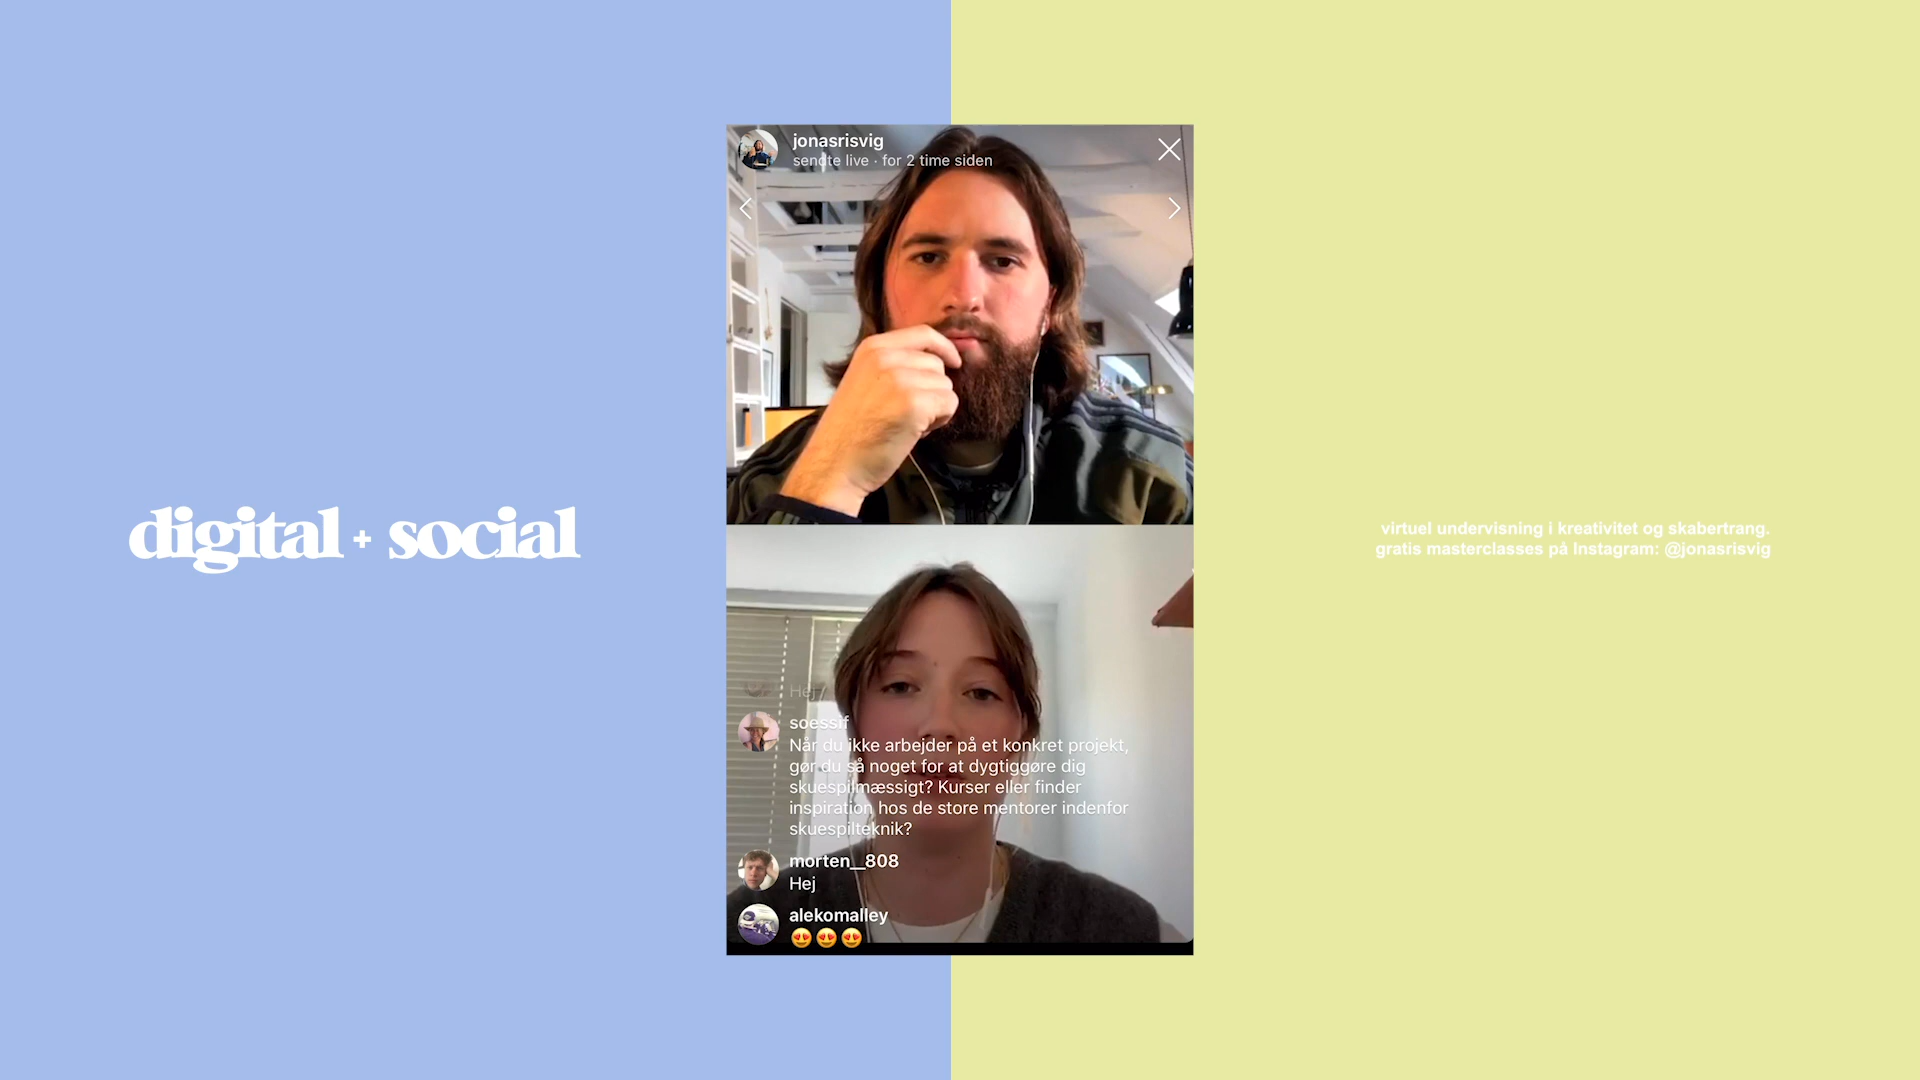 jonasrisvig
sendte live · for 2 time siden
digital + social
virtuel undervisning i kreativitet og skabertrang.
gratis masterclasses på Instagram: @jonasrisvig
Hej
soessif
Når du ikke arbejder på et konkret projekt,
gør du så noget for at dygtiggøre dig
skuespilmæssigt? Kurser eller finder
inspiration hos de store mentorer indenfor
skuespilteknik?
morten__808
Hej
alekomalley
😍😍😍